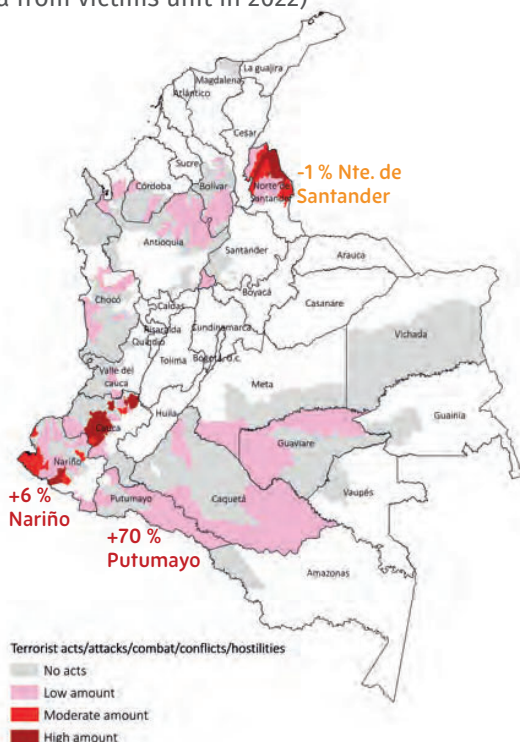 a from victims unit in 2022)
La guajira
Magdalena
Atlántico
Cesar
Sucre
Córdoba
Bolívar
Norte De
Santander
-1 % Nte. de
Santander
Antioquia
Santander
Arauca
Boyacá
Chocó
Caldas
Casanare
Risaralda
Cundinamarca
Quindio
Vichada
Tolima
Bogotá, d.c.
Valle del
cauca
Meta
Guainía
Huila
Cauca
Guaviare
Nariño
+6 %
Nariño
Putumayo
Caquetá
Vaupés
+70 %
Putumayo
Amazonas
Terrorist acts/attacks/combat/conflicts/hostilities
No acts
Low amount
Moderate amount
High amount